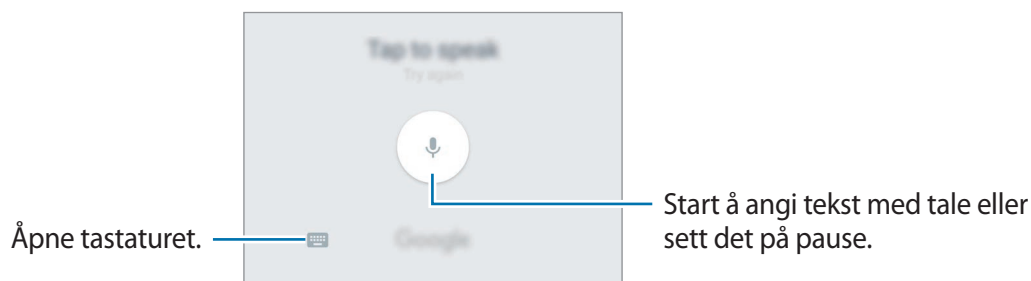 Tap to speak
Try again
Start å angi tekst med tale eller
sett det på pause.
Åpne tastaturet.
Google